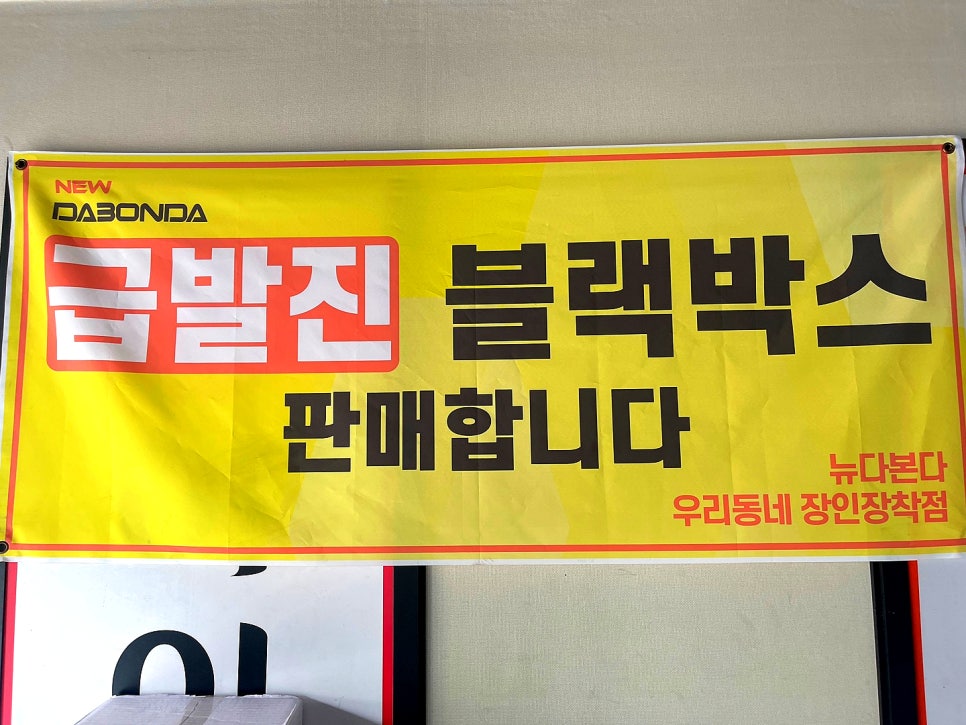 NEW
DABONDA
급발진 블랙박스
판매합니다
뉴다본다
우리동네 장인장착점